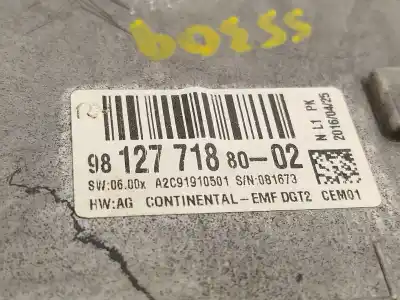 55309
N L1 PK
2016/04/25
98 127 718 80-02
SW:06.00x A2C91910501 S/N:081673
HW:AG CONTINENTAL-EMF DGT2 CEM01